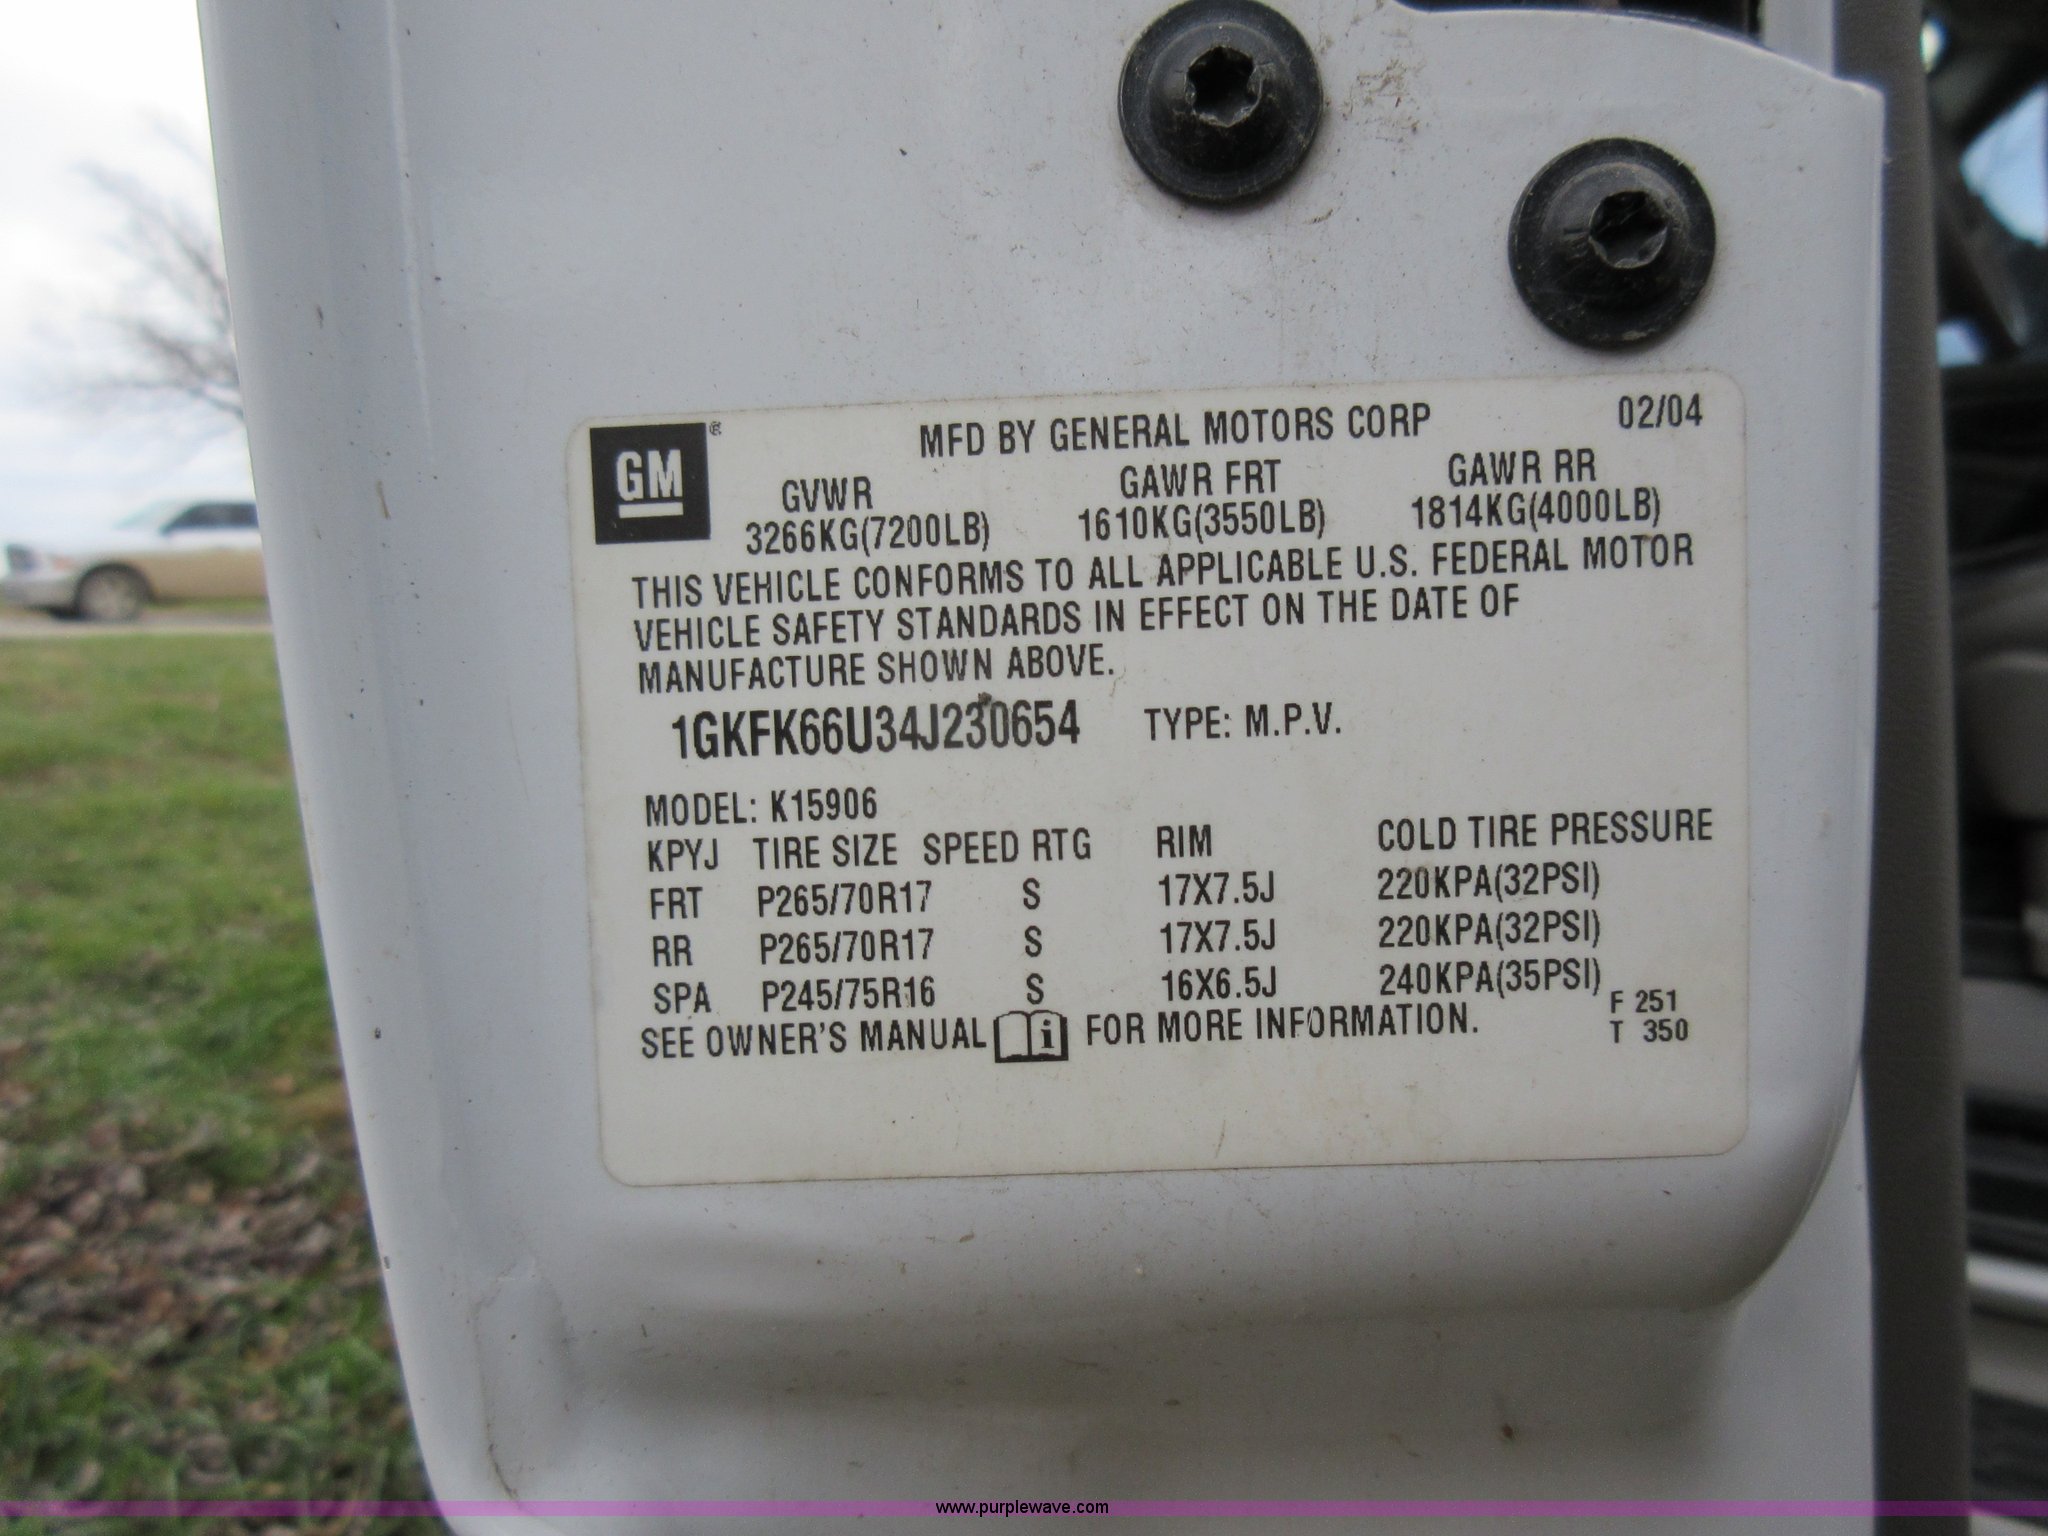 GM ®
MFD BY GENERAL MOTORS CORP 02/04
GVWR GAWR FRT GAWR RR
3266KG(7200LB) 1610KG(3550LB) 1814KG(4000LB)
THIS VEHICLE CONFORMS TO ALL APPLICABLE U.S. FEDERAL MOTOR
VEHICLE SAFETY STANDARDS IN EFFECT ON THE DATE OF
MANUFACTURE SHOWN ABOVE.
1GKFK66U34J230654 TYPE: M.P.V.
MODEL: K15906
KPYJ TIRE SIZE SPEED RTG RIM COLD TIRE PRESSURE
FRT P265/70R17 S 17X7.5J 220KPA(32PSI)
RR P265/70R17 S 17X7.5J 220KPA(32PSI)
SPA P245/75R16 S 16X6.5J 240KPA(35PSI)
F 251
SEE OWNER'S MANUAL i FOR MORE INFORMATION. T 350
www.purplewave.com